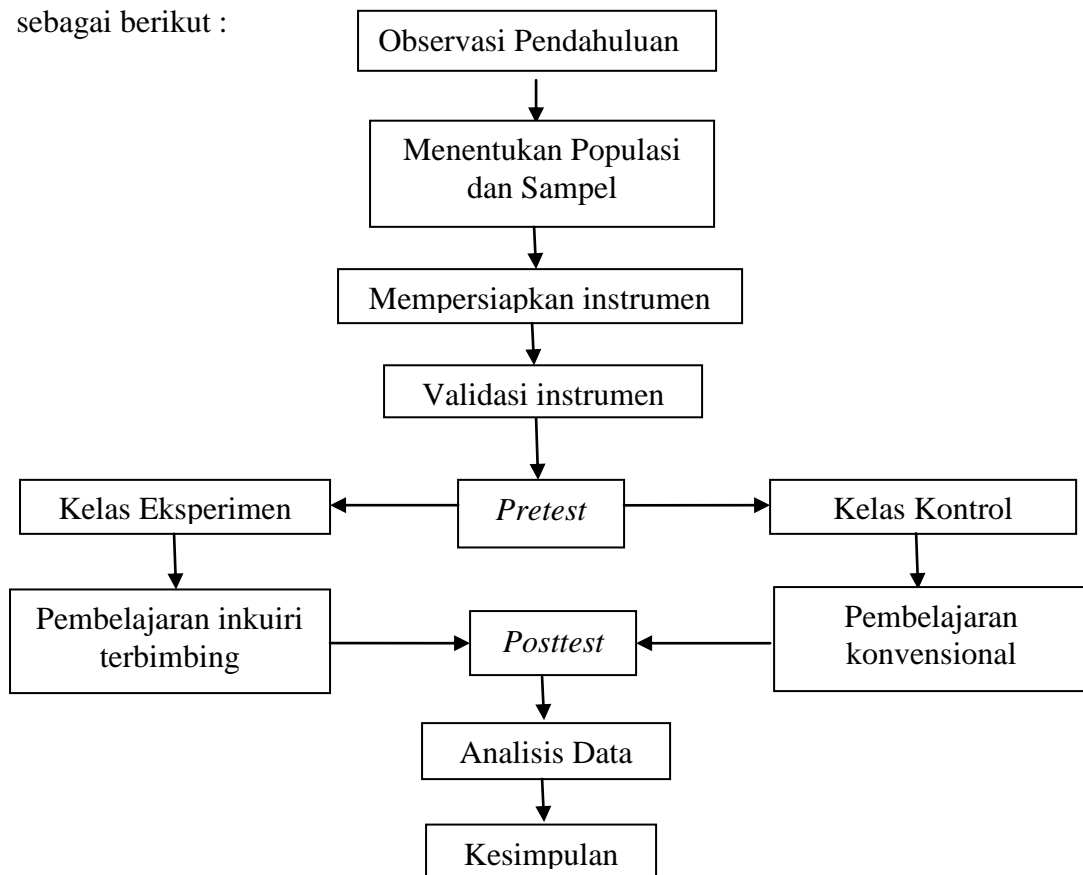 sebagai berikut :
Observasi Pendahuluan
Menentukan Populasi
dan Sampel
Mempersiapkan instrumen
Validasi instrumen
Kelas Eksperimen
Pretest
Kelas Kontrol
Pembelajaran inkuiri
terbimbing
Posttest
Pembelajaran
konvensional
Analisis Data
Kesimpulan